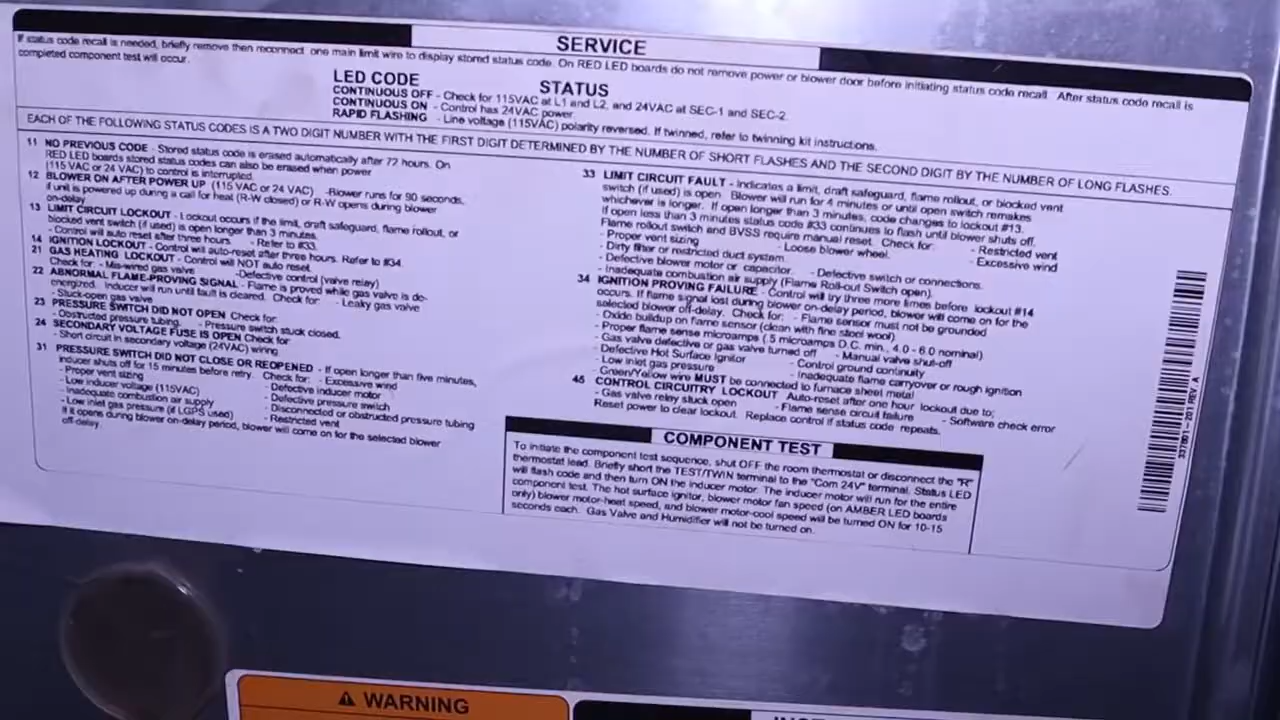 SERVICE
If status code recall is needed, briefly remove then reconnect one main limit wire to display stored status code. On RED LED boards do not remove power or blower door before initiating status code recall. After status code recall is
completed component test will occur.
LED CODE STATUS
CONTINUOUS OFF - Check for 115VAC at L1 and L2, and 24VAC at SEC-1 and SEC-2.
CONTINUOUS ON - Control has 24VAC power.
RAPID FLASHING - Line voltage (115VAC) polarity reversed. If twinned, refer to twinning kit instructions.
EACH OF THE FOLLOWING STATUS CODES IS A TWO DIGIT NUMBER WITH THE FIRST DIGIT DETERMINED BY THE NUMBER OF SHORT FLASHES AND THE SECOND DIGIT BY THE NUMBER OF LONG FLASHES.
11 NO PREVIOUS CODE - Stored status code is erased automatically after 72 hours. On
RED LED boards stored status codes can also be erased when power
(115 VAC or 24 VAC) to control is interrupted.
12 BLOWER ON AFTER POWER UP (115 VAC or 24 VAC) -Blower runs for 90 seconds,
if unit is powered up during a call for heat (R-W closed) or R-W opens during blower
on-delay
13 LIMIT CIRCUIT LOCKOUT - Lockout occurs if the limit, draft safeguard, flame rollout, or
blocked vent switch (if used) is open longer than 3 minutes.
- Control will auto reset after three hours. - Refer to #33.
14 IGNITION LOCKOUT - Control will auto-reset after three hours. Refer to #34.
21 GAS HEATING LOCKOUT - Control will NOT auto reset.
Check for: - Mis-wired gas valve -Defective control (valve relay)
22 ABNORMAL FLAME-PROVING SIGNAL - Flame is proved while gas valve is de-
energized. Inducer will run until fault is cleared. Check for: - Leaky gas valve
- Stuck-open gas valve
23 PRESSURE SWITCH DID NOT OPEN Check for:
- Obstructed pressure tubing. - Pressure switch stuck closed.
24 SECONDARY VOLTAGE FUSE IS OPEN Check for:
- Short circuit in secondary voltage (24VAC) wiring
31 PRESSURE SWITCH DID NOT CLOSE OR REOPENED - If open longer than five minutes,
inducer shuts off for 15 minutes before retry. Check for: - Excessive wind
- Proper vent sizing - Defective inductor motor
- Low inducer voltage (115VAC) - Defective pressure switch
- Inadequate combustion air supply - Disconnected or obstructed pressure tubing
- Low inlet gas pressure (if LGPS used) - Restricted vent
If it opens during blower on-delay period, blower will come on for the selected blower
off-delay.
33 LIMIT CIRCUIT FAULT - Indicates a limit, draft safeguard, flame rollout, or blocked vent
switch (if used) is open. Blower will run for 4 minutes or until open switch remakes
whichever is longer. If open longer than 3 minutes, code changes to lockout #13.
If open less than 3 minutes status code #33 continues to flash until blower shuts off.
Flame rollout switch and BVSS require manual reset. Check for:
- Proper vent sizing - Loose blower wheel. - Restricted vent
- Dirty filter or restricted duct system. - Excessive wind
- Defective blower motor or capacitor. - Defective switch or connections.
- Inadequate combustion air supply (Flame Roll-out Switch open).
34 IGNITION PROVING FAILURE - Control will try three more times before lockout #14
occurs. If flame signal lost during blower on-delay period, blower will come on for the
selected blower off-delay. Check for: - Flame sensor must not be grounded
- Oxide buildup on flame sensor (clean with fine steel wool)
- Proper flame sense microamps (.5 microamps D.C. min., 4.0 - 6.0 nominal)
- Gas valve defective or gas valve turned off - Manual valve shut-off
- Defective Hot Surface Ignitor - Control ground continuity
- Low inlet gas pressure - Inadequate flame carryover or rough ignition
- Green/Yellow wire MUST be connected to furnace sheet metal
45 CONTROL CIRCUITRY LOCKOUT Auto-reset after one hour lockout due to;
- Gas valve relay stuck open - Flame sense circuit failure - Software check error
Reset power to clear lockout. Replace control if status code repeats.
COMPONENT TEST
To initiate the component test sequence, shut OFF the room thermostat or disconnect the "R"
thermostat lead. Briefly short the TEST/TWIN terminal to the "Com 24V" terminal. Status LED
will flash code and then turn ON the inducer motor. The inducer motor will run for the entire
component test. The hot surface ignitor, blower motor fan speed (on AMBER LED boards
only) blower motor-heat speed, and blower motor-cool speed will be turned ON for 10-15
seconds each. Gas Valve and Humidifier will not be turned on.
337801 - 201 REV. A
⚠ WARNING